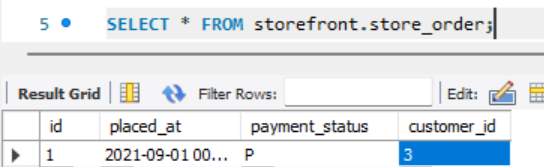 5 SELECT * FROM storefront.store_order;
Result Grid Filter Rows: Edit:
id placed_at payment_status customer_id
1 2021-09-01 00... P 3